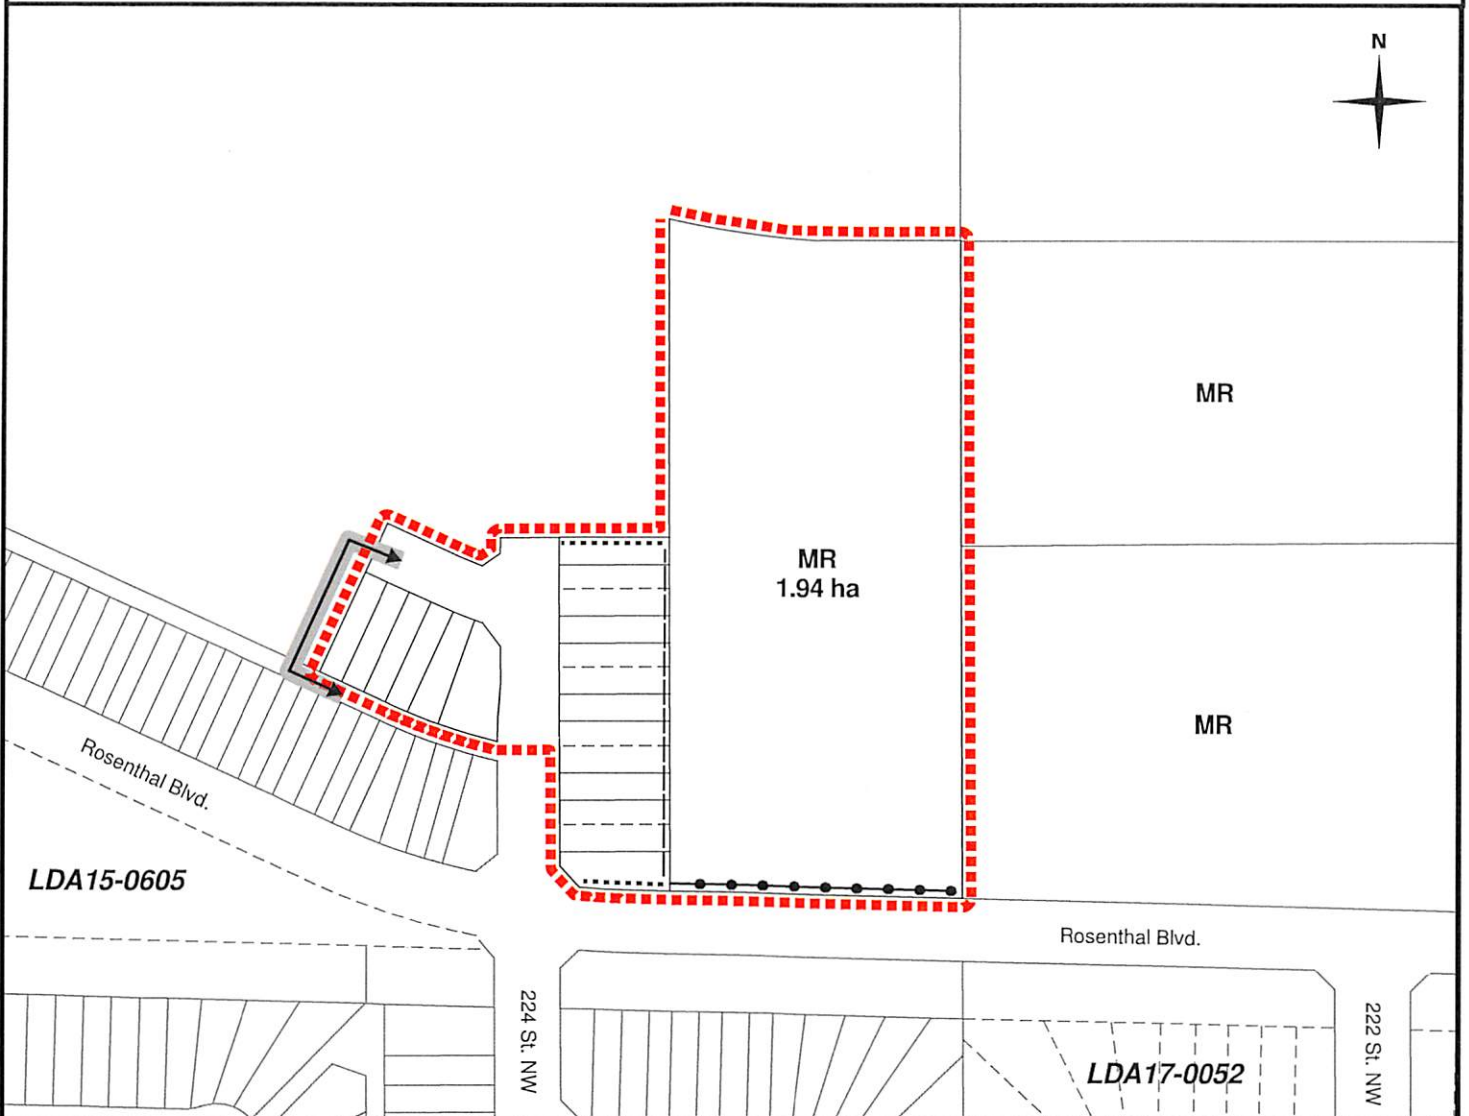 N
MR
MR
1.94 ha
MR
Rosenthal Blvd.
LDA15-0605
Rosenthal Blvd.
224 St. NW
222 St. NW
LDA17-0052